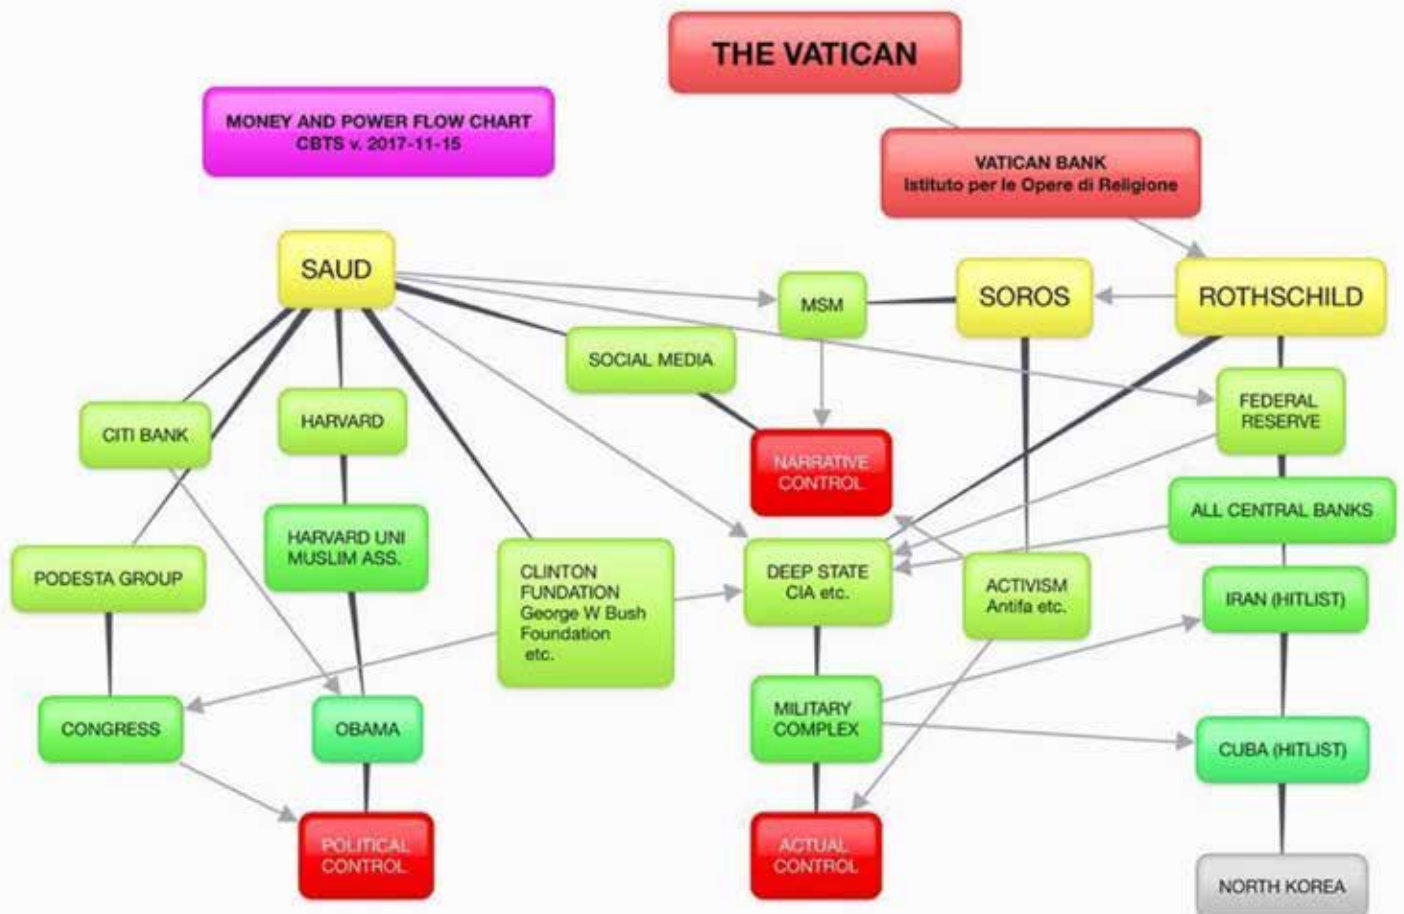 THE VATICAN
MONEY AND POWER FLOW CHART
CBTS v. 2017-11-15
VATICAN BANK
Istituto per le Opere di Religione
SAUD
MSM
SOROS
ROTHSCHILD
SOCIAL MEDIA
CITI BANK
HARVARD
FEDERAL
RESERVE
NARRATIVE
CONTROL
ALL CENTRAL BANKS
HARVARD UNI
MUSLIM ASS.
PODESTA GROUP
CLINTON
FUNDATION
George W Bush
Foundation
etc.
DEEP STATE
CIA etc.
ACTIVISM
Antifa etc.
IRAN (HITLIST)
CONGRESS
OBAMA
MILITARY
COMPLEX
CUBA (HITLIST)
POLITICAL
CONTROL
ACTUAL
CONTROL
NORTH KOREA